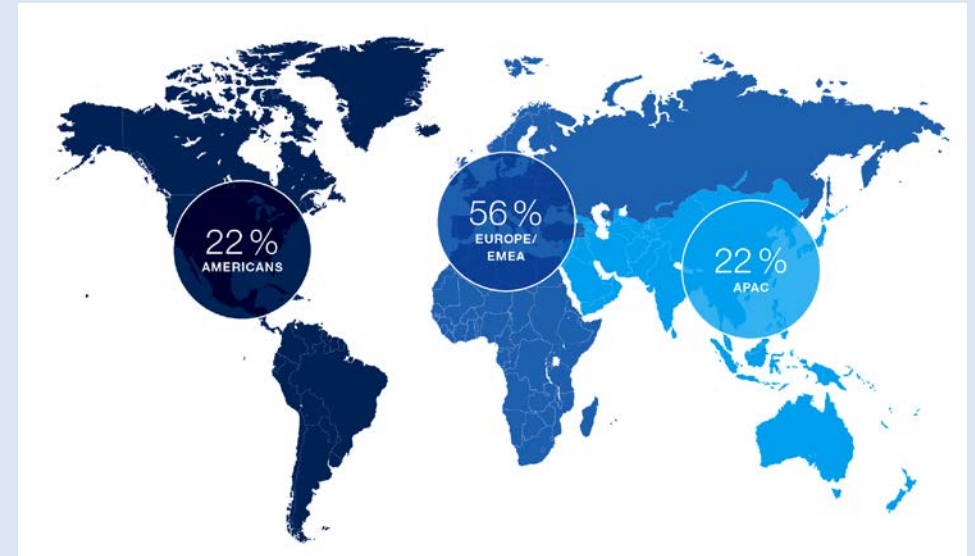 22 %
AMERICANS
56 %
EUROPE/
EMEA
22 %
APAC